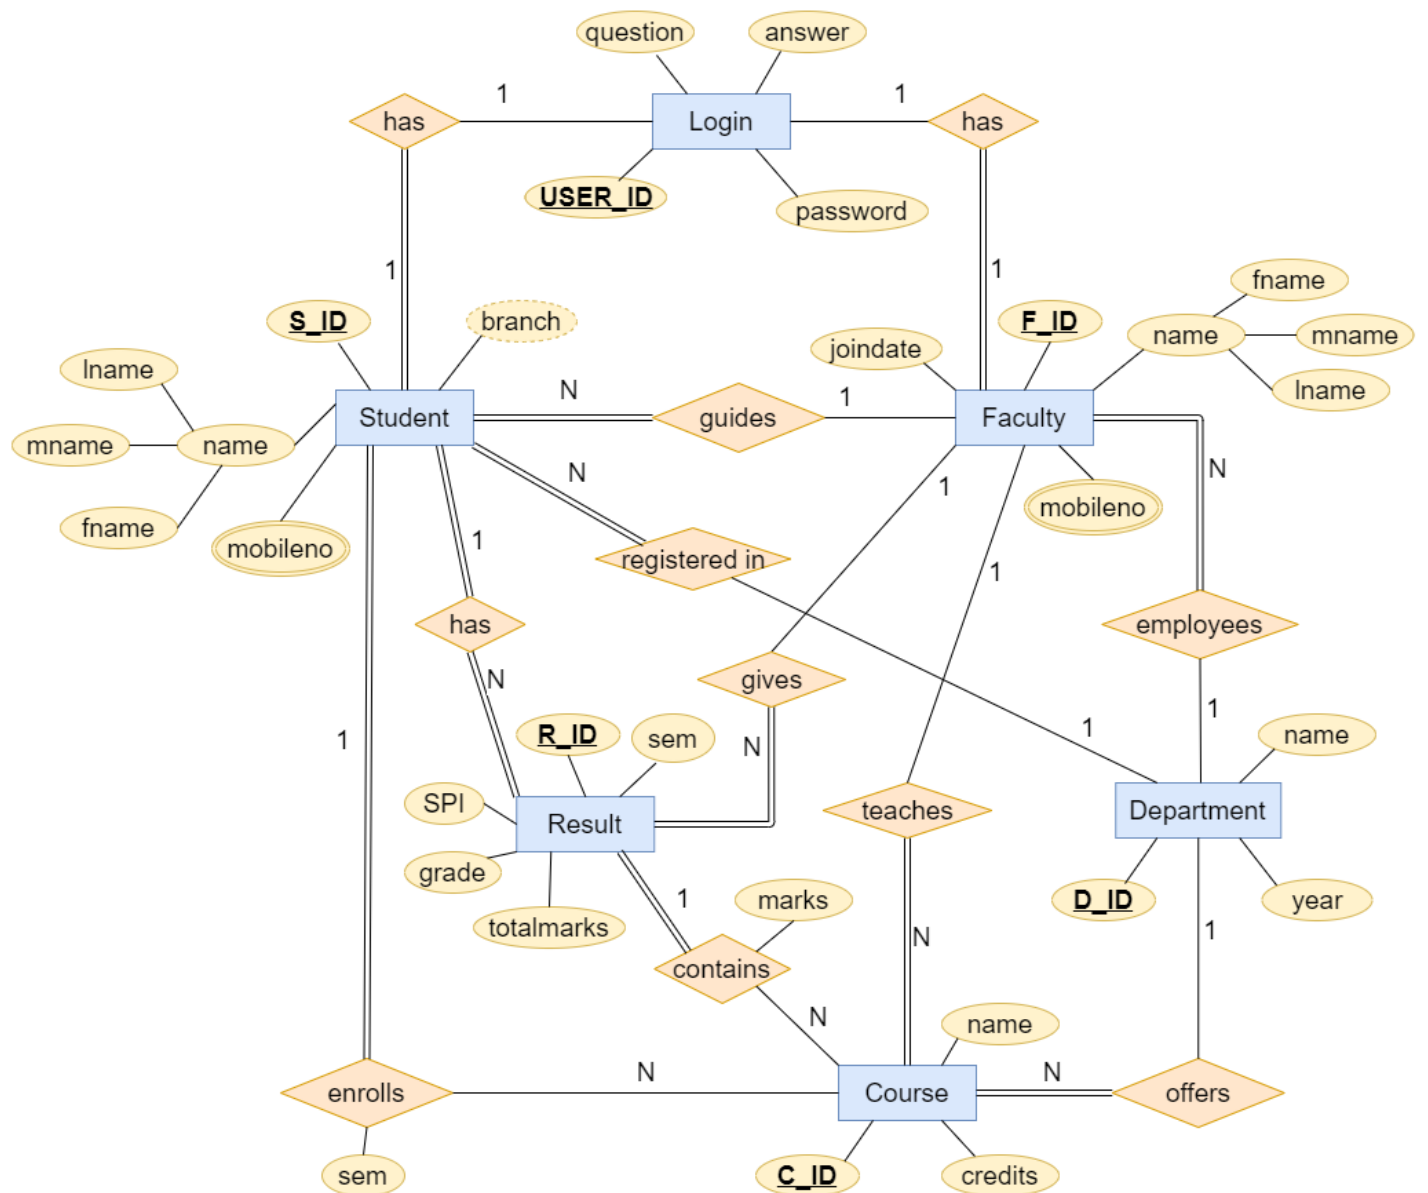 question
answer
1
1
has
Login
has
USER_ID
password
1
1
fname
S_ID
branch
F_ID
name
mname
joindate
lname
lname
N
1
Student
guides
Faculty
mname
name
N
N
1
fname
mobileno
mobileno
1
registered in
1
has
employees
N
gives
1
R_ID
sem
N
1
1
name
SPI
Result
teaches
Department
grade
marks
1
D_ID
year
totalmarks
N
1
contains
N
name
N
N
enrolls
Course
offers
sem
C_ID
credits